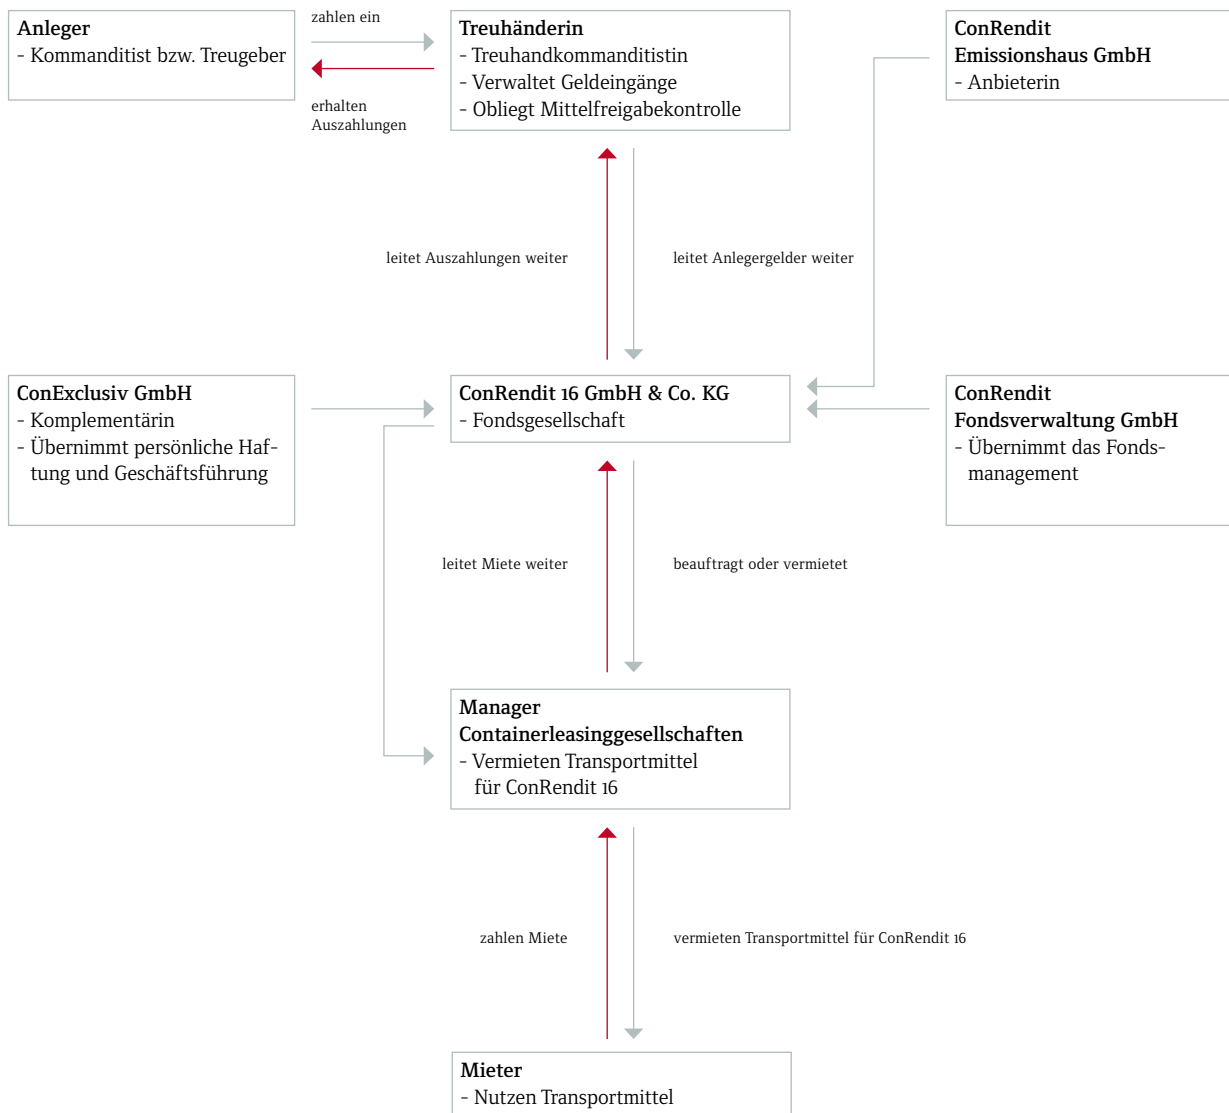 Anleger
- Kommanditist bzw. Treugeber
zahlen ein
erhalten
Auszahlungen
Treuhänderin
- Treuhandkommanditistin
- Verwaltet Geldeingänge
- Obliegt Mittelfreigabekontrolle
ConRendit
Emissionshaus GmbH
- Anbieterin
leitet Auszahlungen weiter
leitet Anlegergelder weiter
ConExclusiv GmbH
- Komplementärin
- Übernimmt persönliche Haf-
tung und Geschäftsführung
ConRendit 16 GmbH & Co. KG
- Fondsgesellschaft
ConRendit
Fondsverwaltung GmbH
- Übernimmt das Fonds-
management
leitet Miete weiter
beauftragt oder vermietet
Manager
Containerleasinggesellschaften
- Vermieten Transportmittel
für ConRendit 16
zahlen Miete
vermieten Transportmittel für ConRendit 16
Mieter
- Nutzen Transportmittel